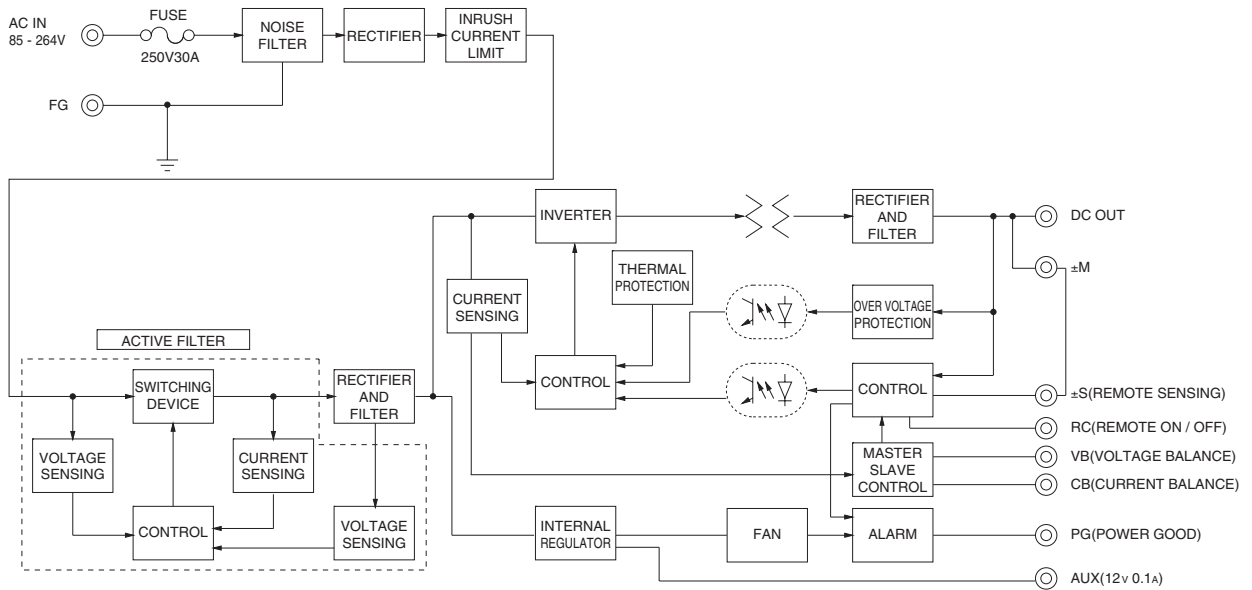 AC IN
85 - 264V
FUSE
250V30A
NOISE
FILTER
RECTIFIER
INRUSH
CURRENT
LIMIT
FG
INVERTER
RECTIFIER
AND
FILTER
DC OUT
±M
THERMAL
PROTECTION
CURRENT
SENSING
OVER VOLTAGE
PROTECTION
ACTIVE FILTER
SWITCHING
DEVICE
RECTIFIER
AND
FILTER
CONTROL
CONTROL
±S(REMOTE SENSING)
RC(REMOTE ON / OFF)
VOLTAGE
SENSING
CURRENT
SENSING
MASTER
SLAVE
CONTROL
VB(VOLTAGE BALANCE)
CB(CURRENT BALANCE)
CONTROL
VOLTAGE
SENSING
INTERNAL
REGULATOR
FAN
ALARM
PG(POWER GOOD)
AUX(12V 0.1A)